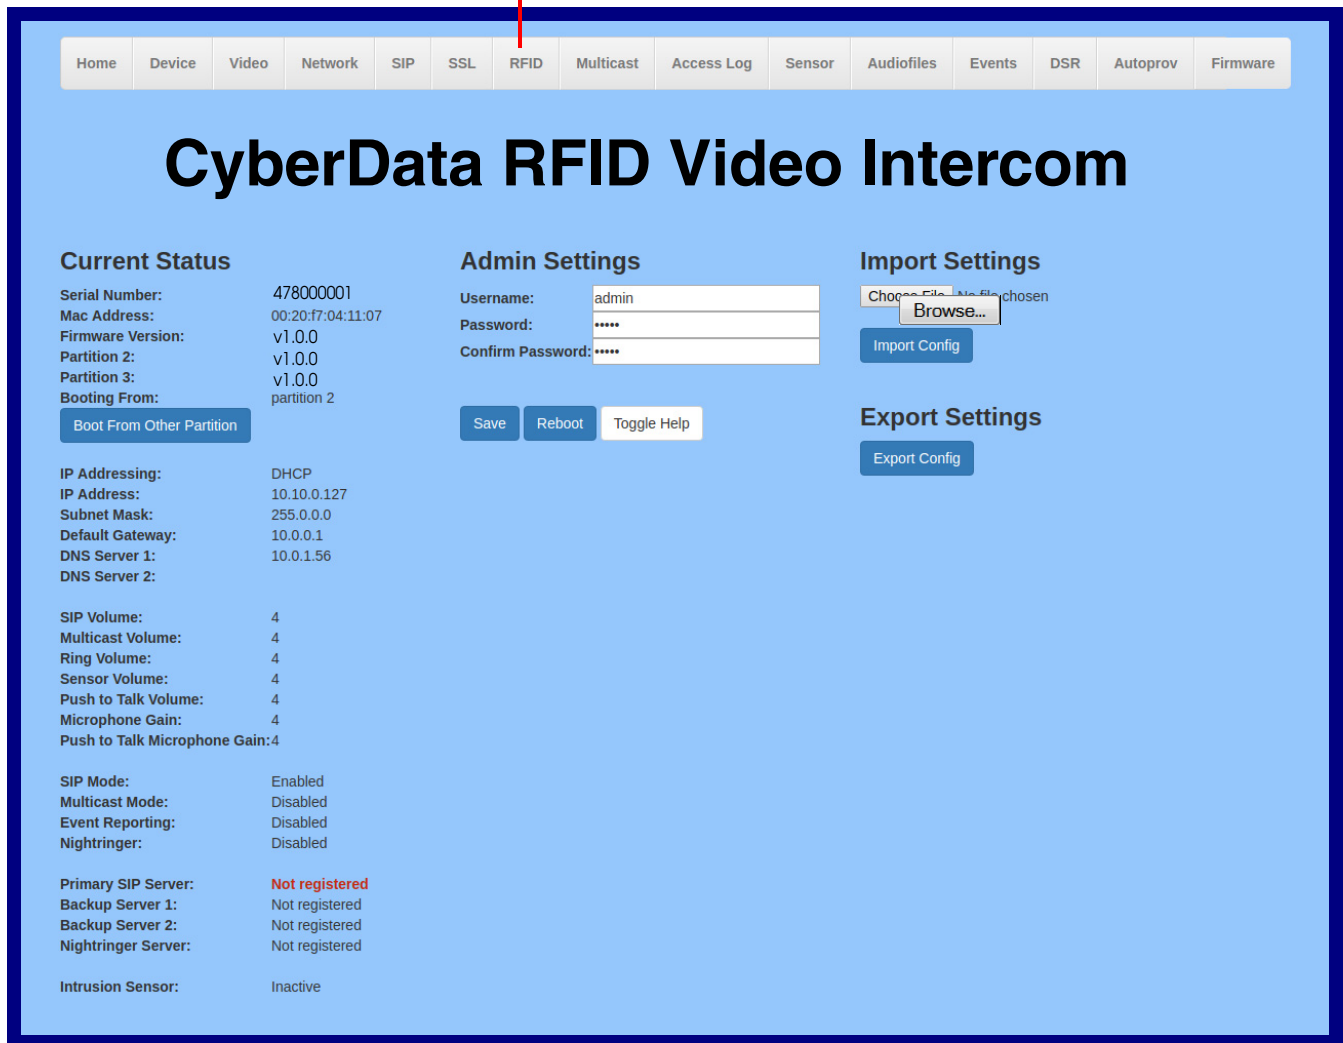 Home Device Video Network SIP SSL RFID Multicast Access Log Sensor Audiofiles Events DSR Autoprov Firmware
CyberData RFID Video Intercom
Current Status
Serial Number: 478000001
Mac Address: 00:20:f7:04:11:07
Firmware Version: v1.0.0
Partition 2: v1.0.0
Partition 3: v1.0.0
Booting From: partition 2
Boot From Other Partition
IP Addressing: DHCP
IP Address: 10.10.0.127
Subnet Mask: 255.0.0.0
Default Gateway: 10.0.0.1
DNS Server 1: 10.0.1.56
DNS Server 2:
SIP Volume: 4
Multicast Volume: 4
Ring Volume: 4
Sensor Volume: 4
Push to Talk Volume: 4
Microphone Gain: 4
Push to Talk Microphone Gain: 4
SIP Mode: Enabled
Multicast Mode: Disabled
Event Reporting: Disabled
Nightringer: Disabled
Primary SIP Server: Not registered
Backup Server 1: Not registered
Backup Server 2: Not registered
Nightringer Server: Not registered
Intrusion Sensor: Inactive
Admin Settings
Username: admin
Password: •••••
Confirm Password: •••••
Save Reboot Toggle Help
Import Settings
Choose File No file chosen
Browse...
Import Config
Export Settings
Export Config